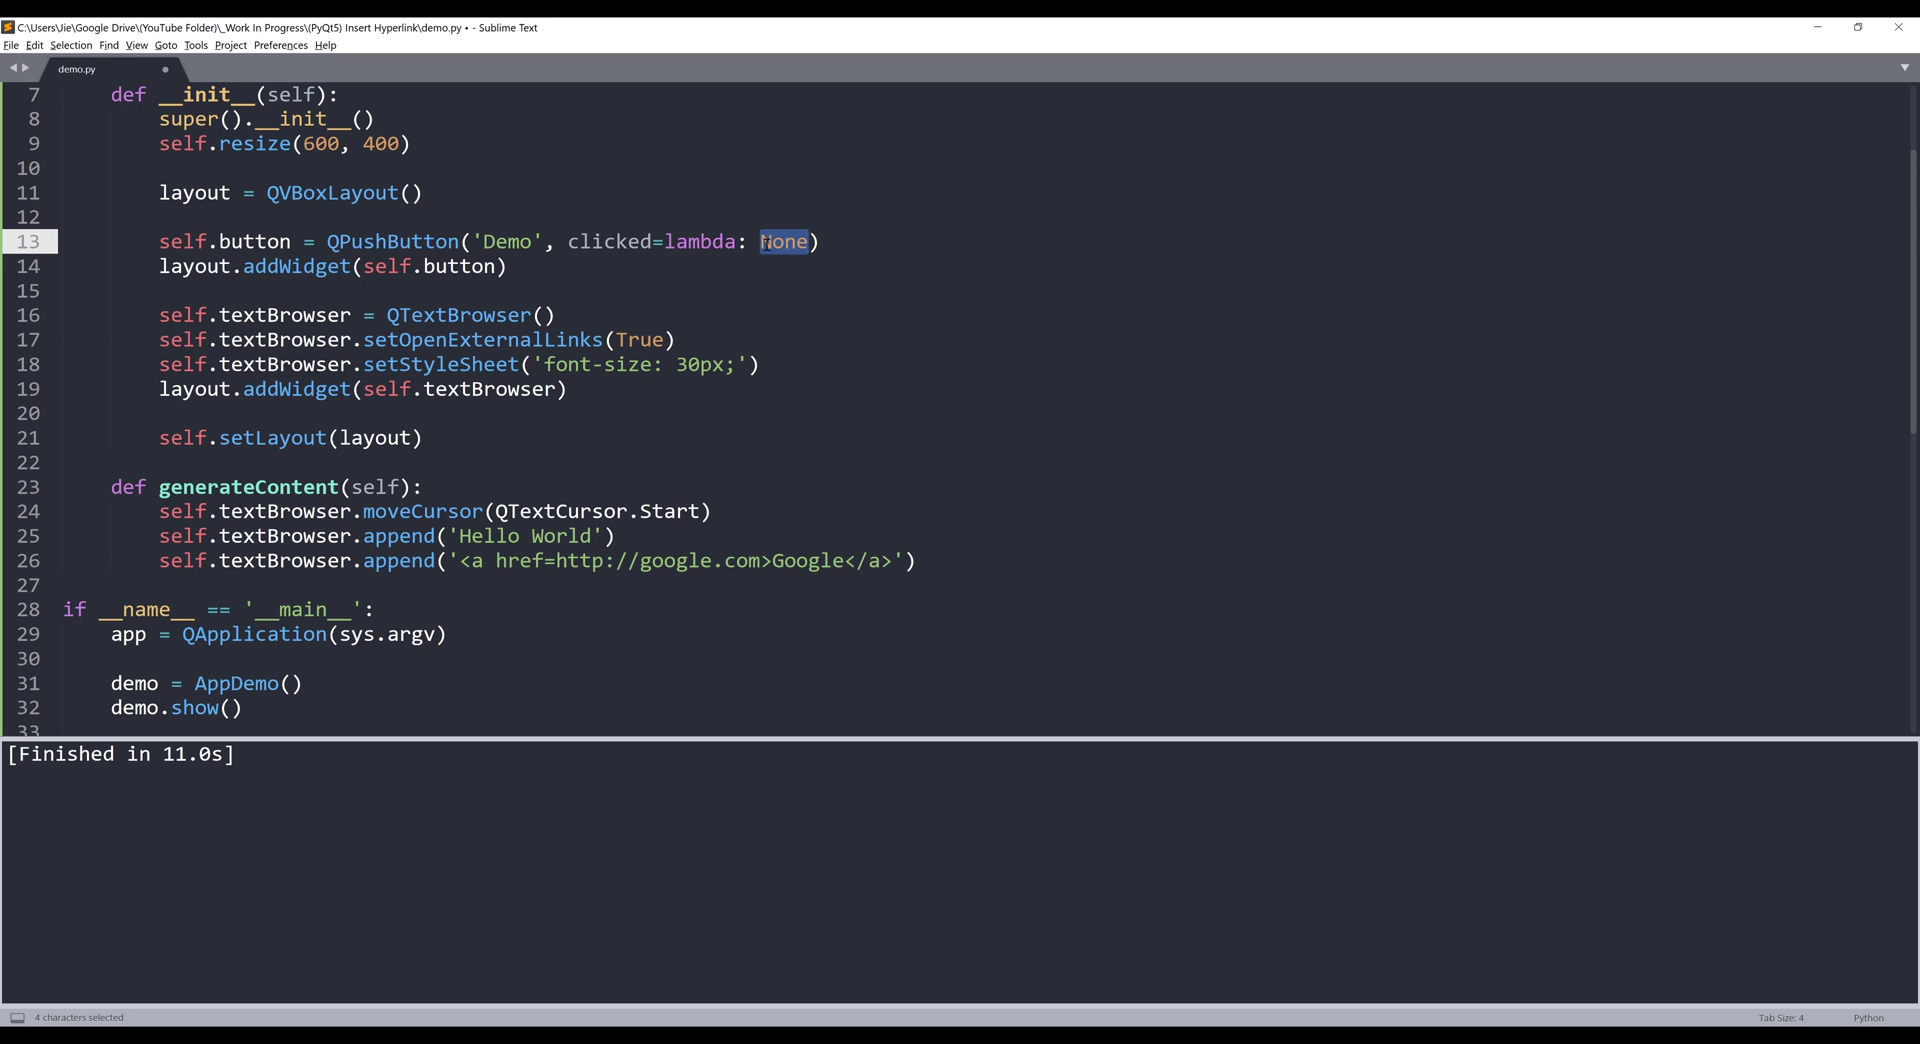 C:\Users\Jie\Google Drive\(YouTube Folder)\_Work In Progress\(PyQt5) Insert Hyperlink\demo.py • - Sublime Text
File Edit Selection Find View Goto Tools Project Preferences Help
demo.py
7 def __init__(self):
8 super().__init__()
9 self.resize(600, 400)
10
11 layout = QVBoxLayout()
12
13 self.button = QPushButton('Demo', clicked=lambda: None)
14 layout.addWidget(self.button)
15
16 self.textBrowser = QTextBrowser()
17 self.textBrowser.setOpenExternalLinks(True)
18 self.textBrowser.setStyleSheet('font-size: 30px;')
19 layout.addWidget(self.textBrowser)
20
21 self.setLayout(layout)
22
23 def generateContent(self):
24 self.textBrowser.moveCursor(QTextCursor.Start)
25 self.textBrowser.append('Hello World')
26 self.textBrowser.append('<a href=http://google.com>Google</a>')
27
28 if __name__ == '__main__':
29 app = QApplication(sys.argv)
30
31 demo = AppDemo()
32 demo.show()
33
[Finished in 11.0s]
4 characters selected Tab Size: 4 Python